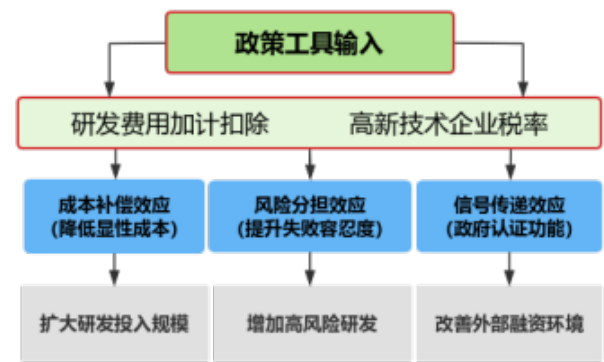 政策工具输入
研发费用加计扣除 高新技术企业税率
成本补偿效应
(降低显性成本)
风险分担效应
(提升失败容忍度)
信号传递效应
(政府认证功能)
扩大研发投入规模
增加高风险研发
改善外部融资环境